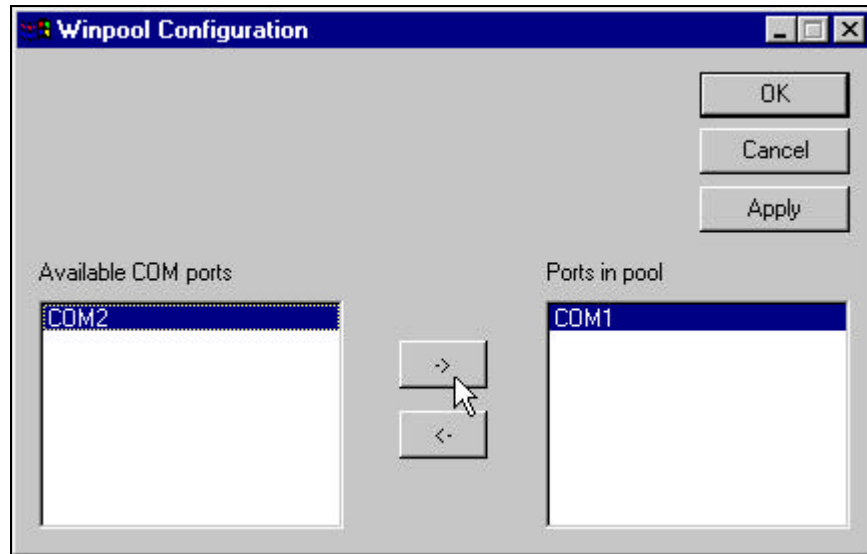 Winpool Configuration
OK
Cancel
Apply
Available COM ports
Ports in pool
COM2
COM1
->
<-